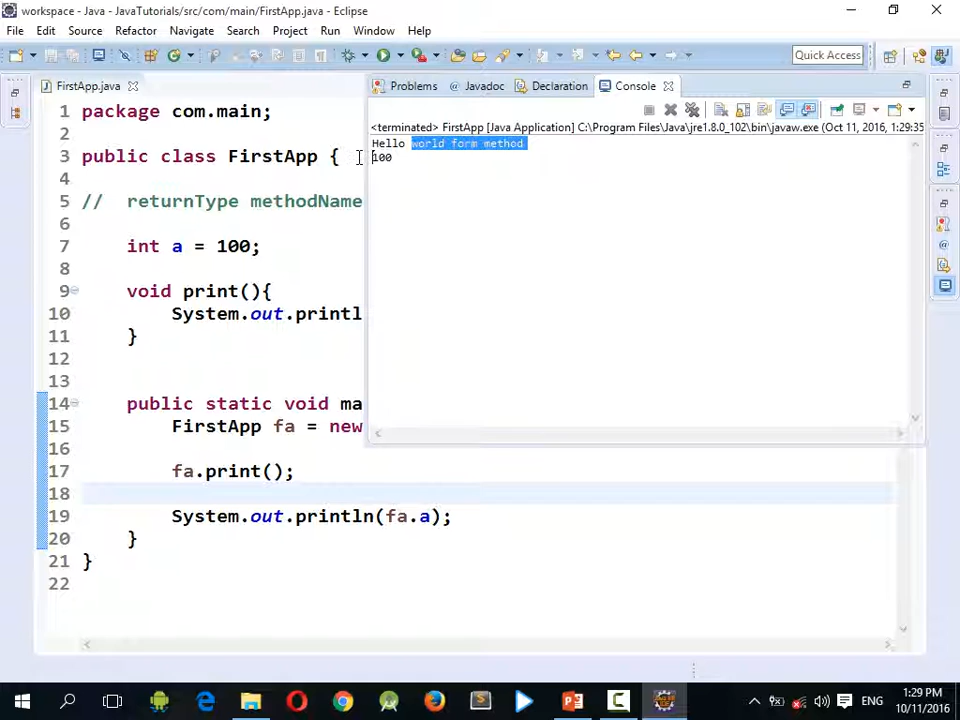 workspace - Java - JavaTutorials/src/com/main/FirstApp.java - Eclipse
File Edit Source Refactor Navigate Search Project Run Window Help
Quick Access
FirstApp.java
Problems @ Javadoc Declaration Console
<terminated> FirstApp [Java Application] C:\Program Files\Java\jre1.8.0_102\bin\javaw.exe (Oct 11, 2016, 1:29:35
Hello world form method
100
1 package com.main;
2
3 public class FirstApp {
4
5 // returnType methodName
6
7 int a = 100;
8
9 void print(){
10 System.out.printl
11 }
12
13
14 public static void ma
15 FirstApp fa = new
16
17 fa.print();
18
19 System.out.println(fa.a);
20 }
21 }
22
ENG
1:29 PM
10/11/2016